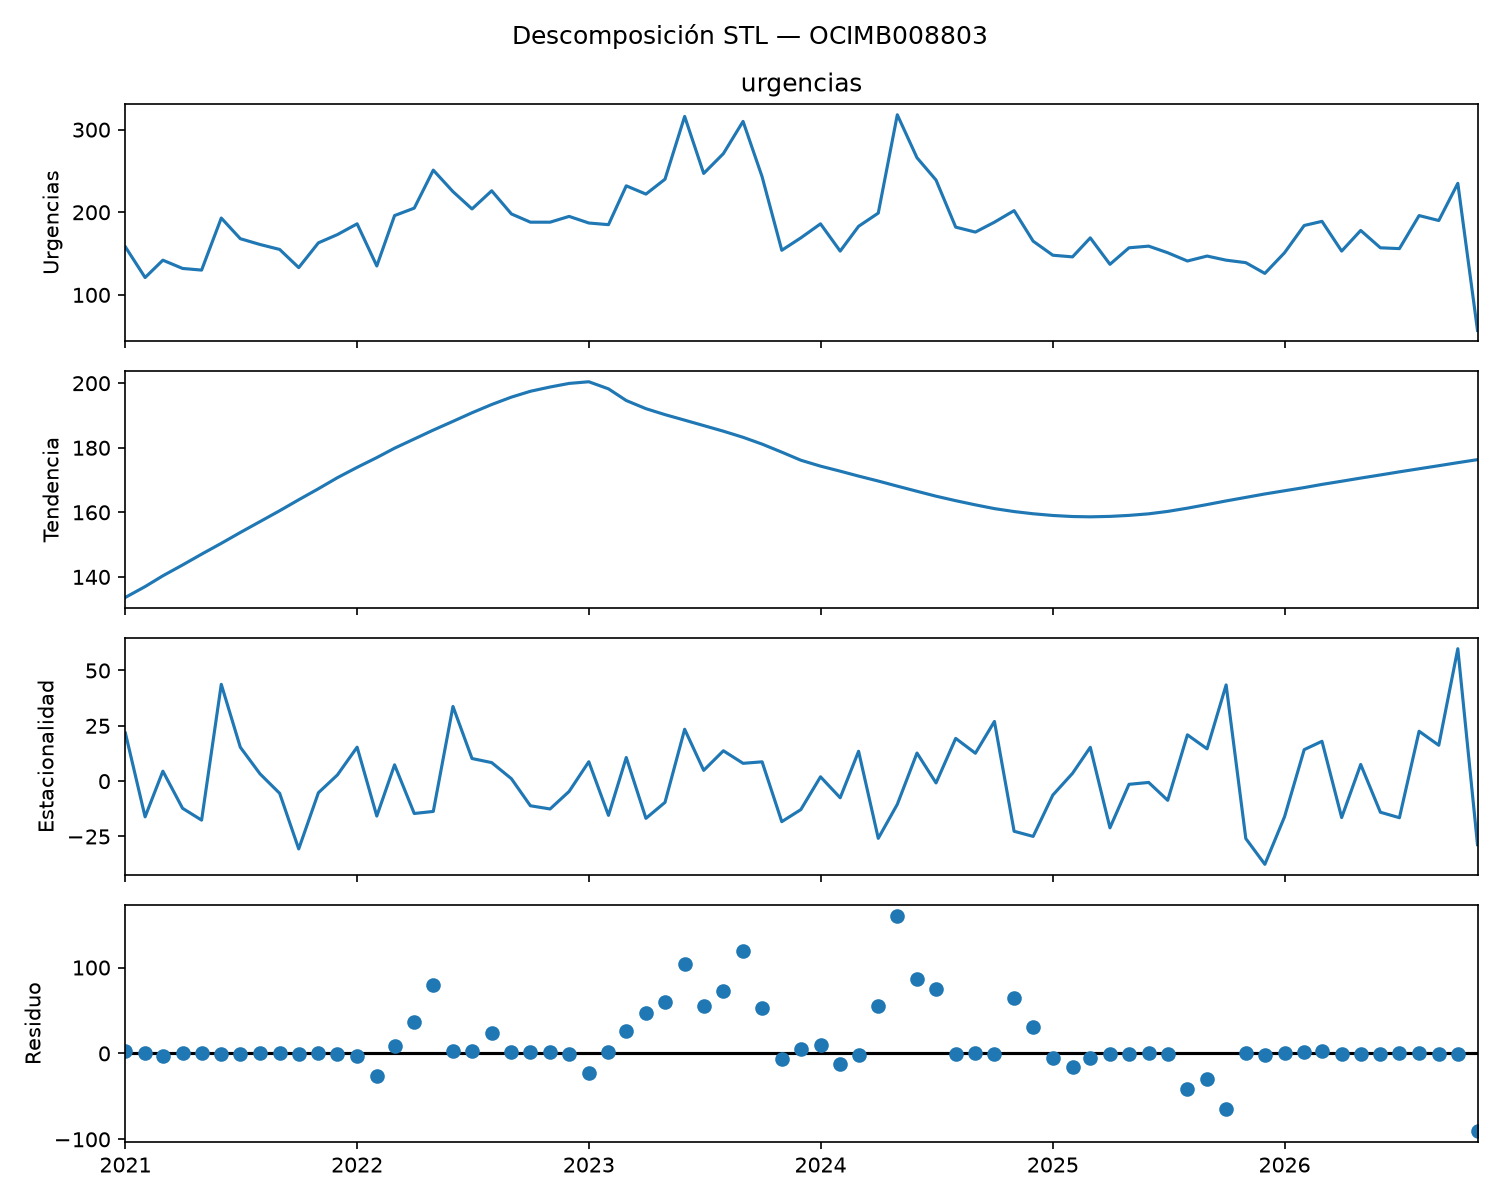 Descomposición STL — OCIMB008803
urgencias
Urgencias
300
200
100
Tendencia
200
180
160
140
Estacionalidad
50
25
0
−25
Residuo
100
0
−100
2021 2022 2023 2024 2025 2026